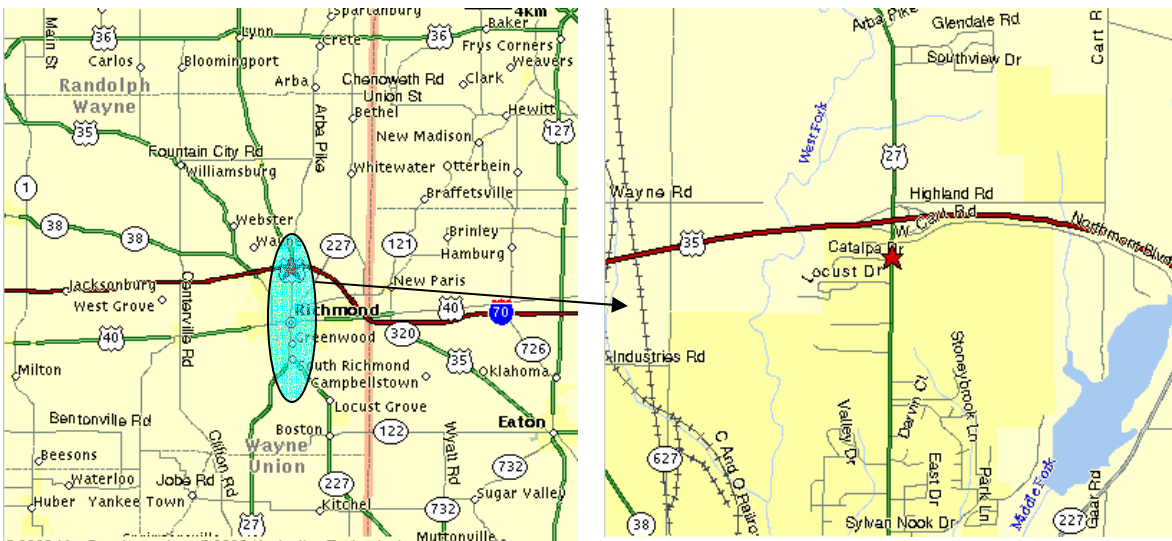 Spartanburg
4km
Baker
Main St
36
Lynn
Crete
36
Frys Corners
Carlos
Bloomingport
Weavers
Arba
Chenoweth Rd
Clark
Randolph
Union St
Wayne
Arba Pike
Bethel
Hewitt
35
New Madison
127
Fountain City Rd
Williamsburg
Whitewater
Otterbein
1
Braffetsville
38
Webster
38
Wayne
227
121
Brinley
Hamburg
Jacksonburg
New Paris
West Grove
Centerville Rd
40
70
Richmond
40
Greenwood
320
726
35
Milton
South Richmond
Campbellstown
Oklahoma
Locust Grove
Bentonville Rd
Boston
122
Eaton
Wayne
Union
Beesons
Clifton Rd
Wyatt Rd
732
Waterloo
Jobe Rd
227
Sugar Valley
Huber
Yankee Town
Kitchel
732
27
Muttonville
Arba Pike
Glendale Rd
Southview Dr
Cart R
West Fork
27
Wayne Rd
Highland Rd
W Cart Rd
Northmont Blvd
35
Catalpa Dr
Locust Dr
Industries Rd
Stoneybrook Ln
Darvin Ct
Valley Dr
C And O Railro
627
East Dr
Park Ln
Middle Fork
Gaar Rd
38
Sylvan Nook Dr
227